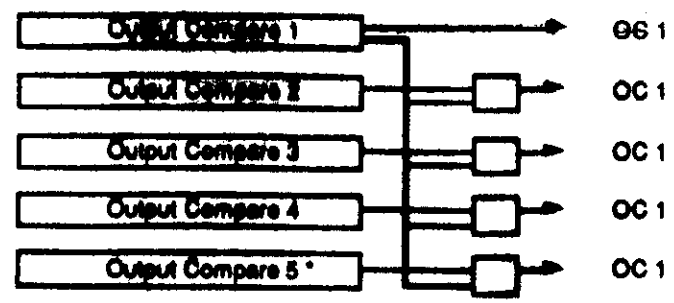 Output Compare 1 OC 1
Output Compare 2 OC 1
Output Compare 3 OC 1
Output Compare 4 OC 1
Output Compare 5 * OC 1